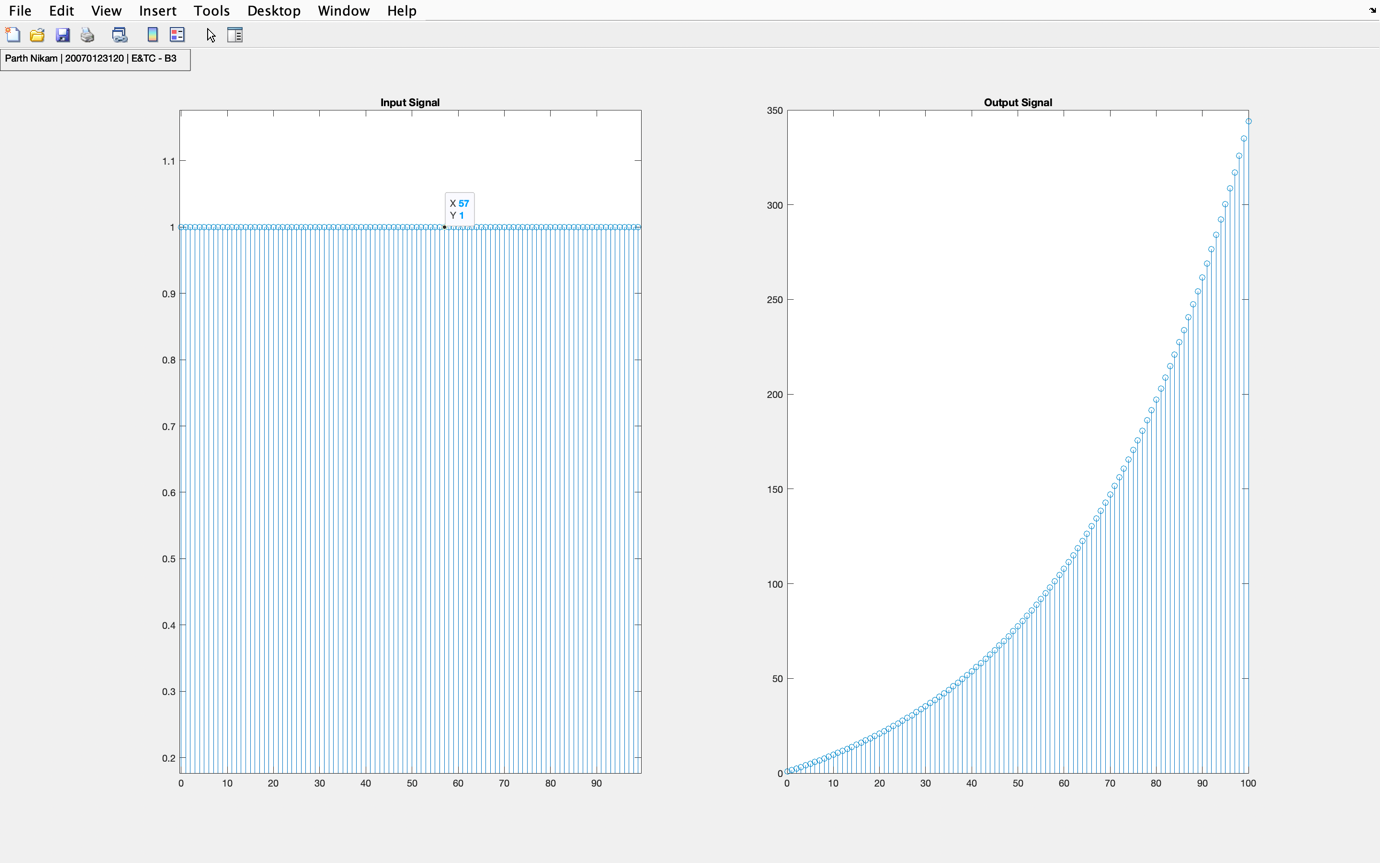 File Edit View Insert Tools Desktop Window Help
Parth Nikam | 20070123120 | E&TC - B3
Input Signal
1.1
1
0.9
0.8
0.7
0.6
0.5
0.4
0.3
0.2
X 57
Y 1
0 10 20 30 40 50 60 70 80 90
Output Signal
350
300
250
200
150
100
50
0
0 10 20 30 40 50 60 70 80 90 100